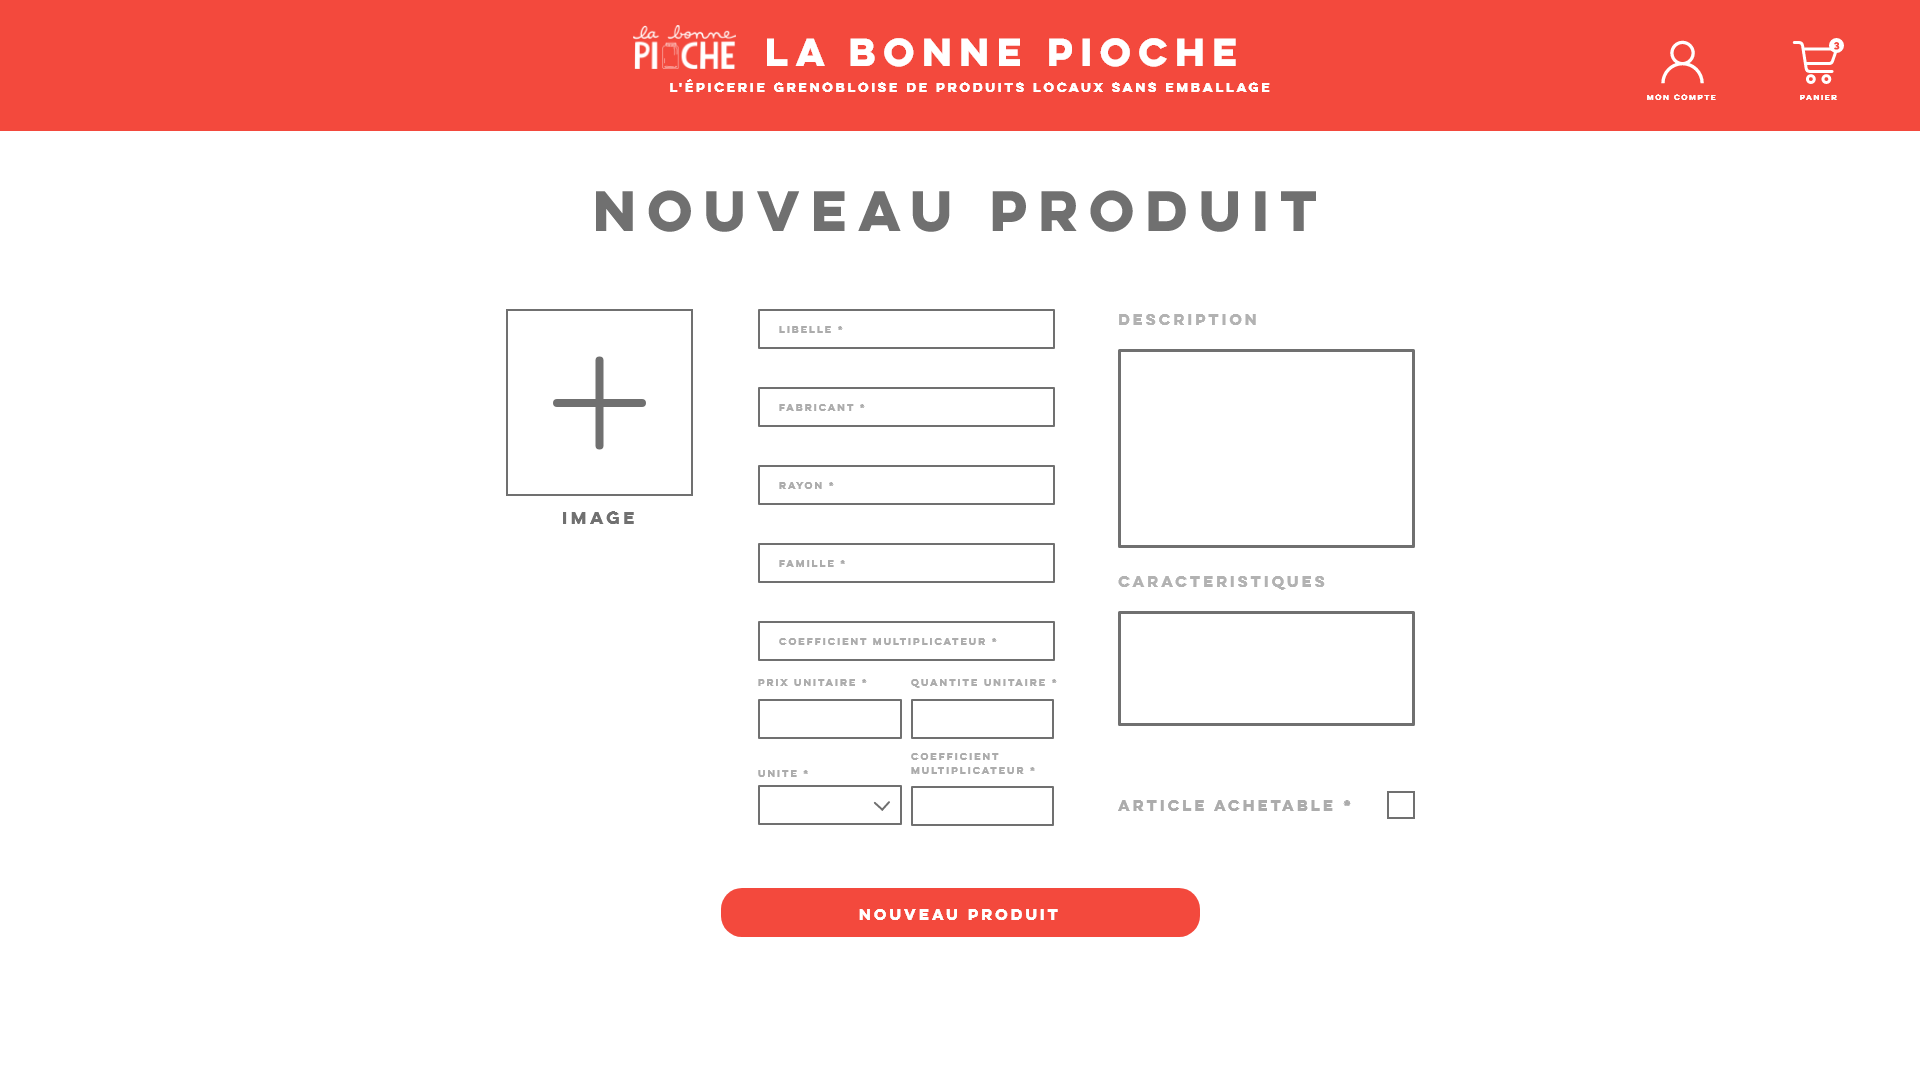 la bonne
PIOCHE
LA BONNE PIOCHE
L'ÉPICERIE GRENOBLOISE DE PRODUITS LOCAUX SANS EMBALLAGE
3
MON COMPTE
PANIER
NOUVEAU PRODUIT
IMAGE
LIBELLE *
FABRICANT *
RAYON *
FAMILLE *
COEFFICIENT MULTIPLICATEUR *
PRIX UNITAIRE *
QUANTITE UNITAIRE *
UNITE *
COEFFICIENT
MULTIPLICATEUR *
DESCRIPTION
CARACTERISTIQUES
ARTICLE ACHETABLE *
NOUVEAU PRODUIT